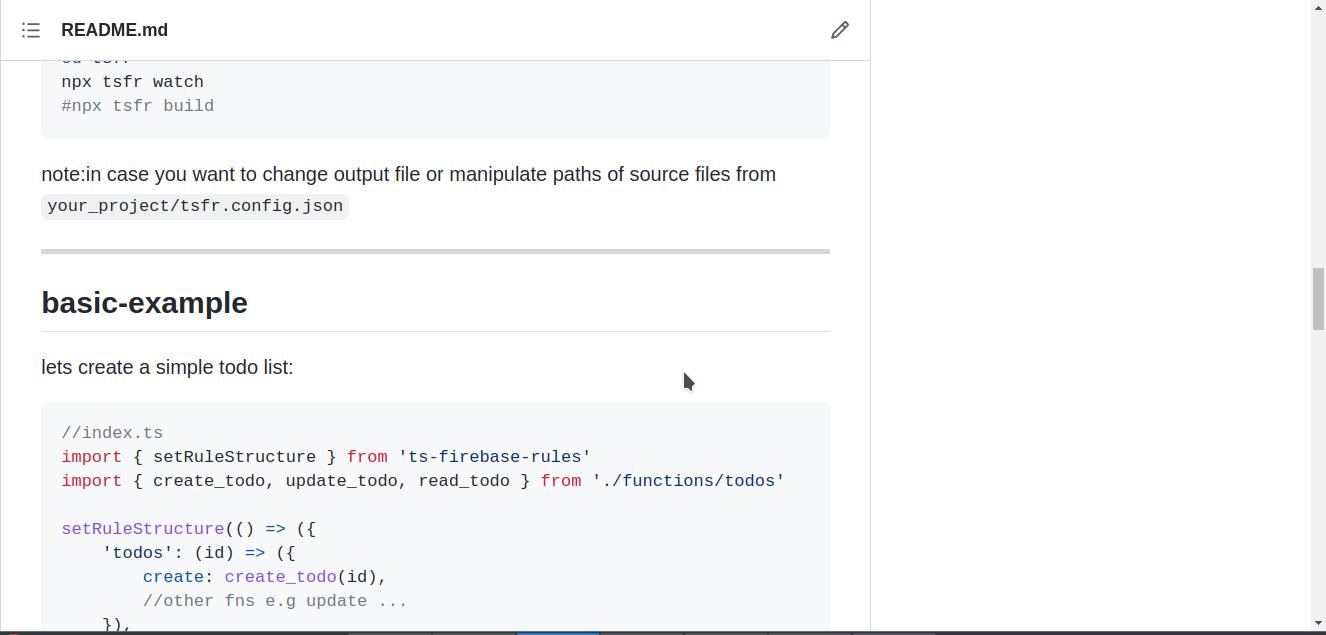 README.md
npx tsfr watch
#npx tsfr build
note:in case you want to change output file or manipulate paths of source files from
your_project/tsfr.config.json
basic-example
lets create a simple todo list:
//index.ts
import { setRuleStructure } from 'ts-firebase-rules'
import { create_todo, update_todo, read_todo } from './functions/todos'
setRuleStructure(() => ({
'todos': (id) => ({
create: create_todo(id),
//other fns e.g update ...
}),